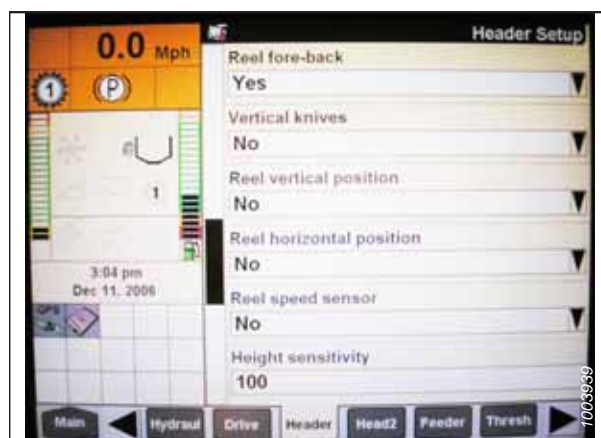 0.0 Mph
1
(P)
1
3:04 pm
Dec 11, 2006
GPS
Header Setup
Reel fore-back
Yes
Vertical knives
No
Reel vertical position
No
Reel horizontal position
No
Reel speed sensor
No
Height sensitivity
100
Main
Hydraul
Drive
Header
Head2
Feeder
Thresh
1003939